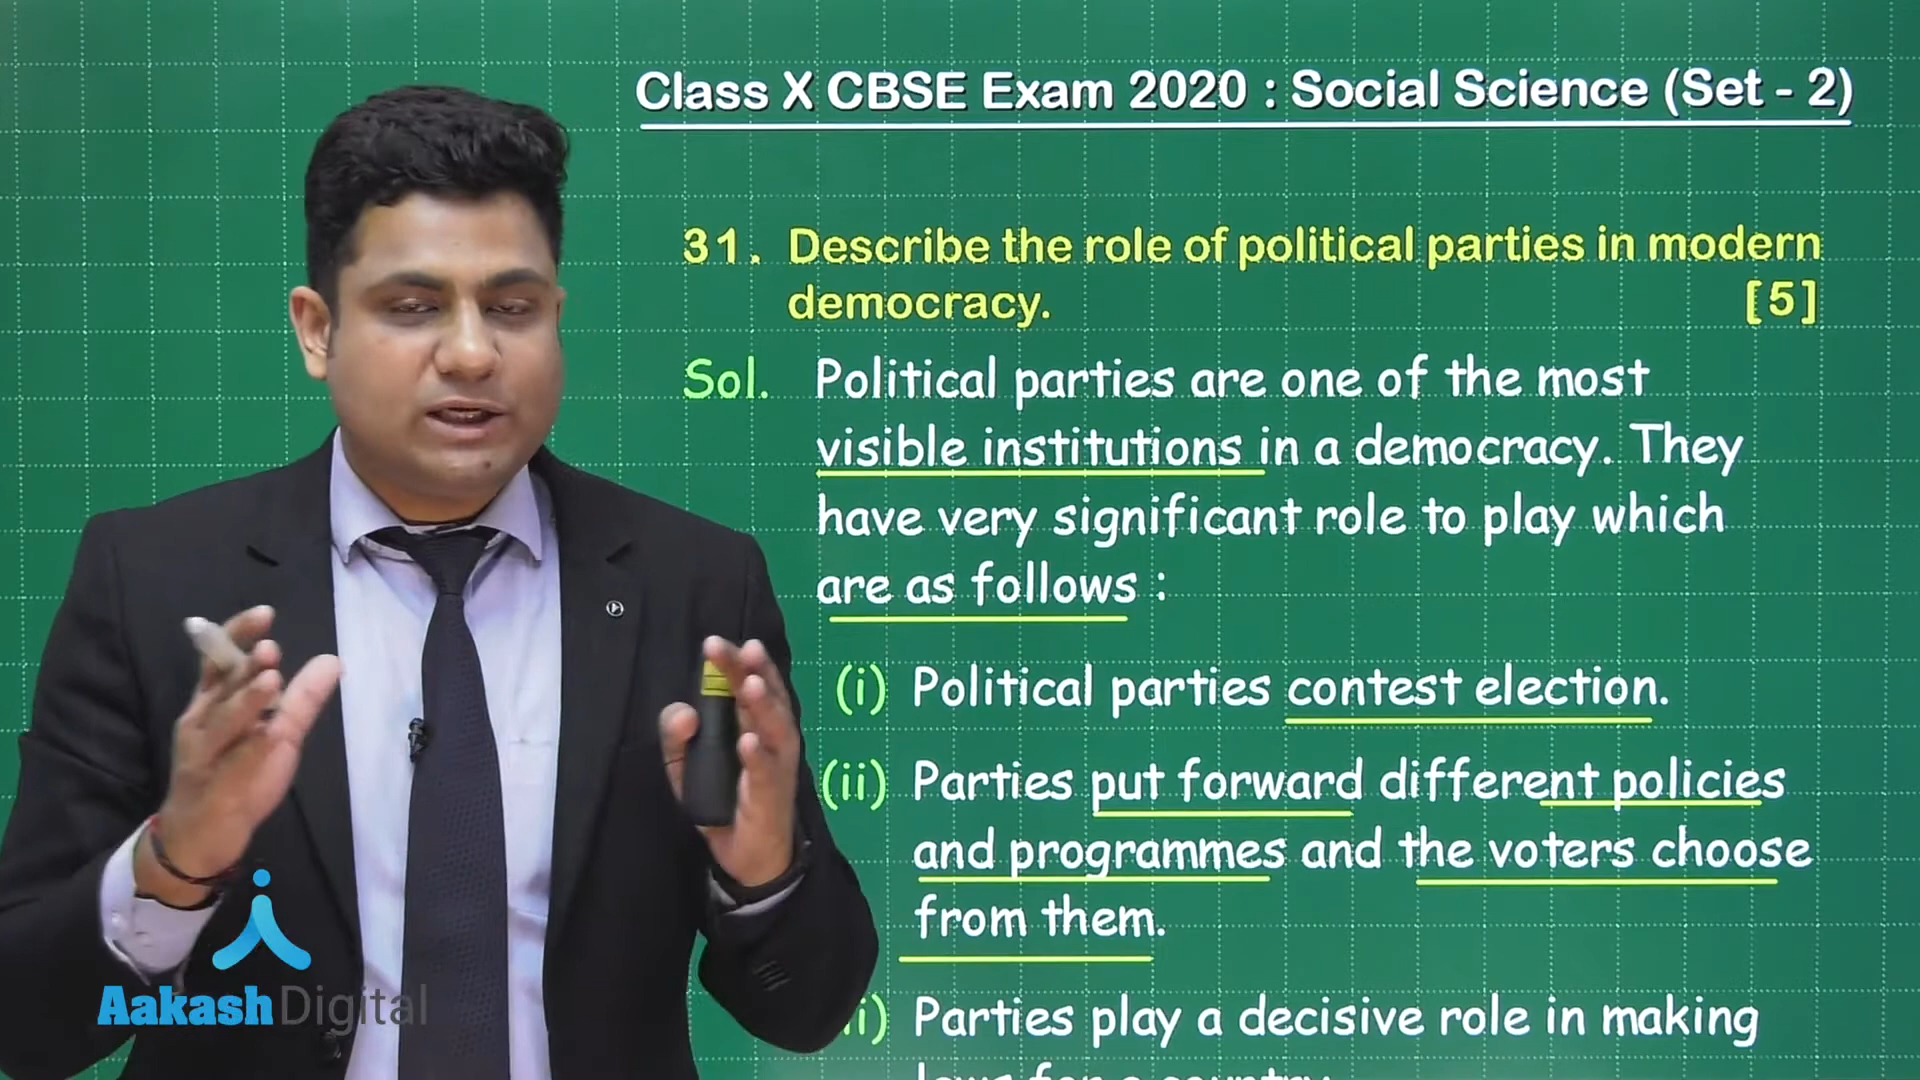 Class X CBSE Exam 2020 : Social Science (Set - 2)
31. Describe the role of political parties in modern
democracy. [5]
Sol. Political parties are one of the most
visible institutions in a democracy. They
have very significant role to play which
are as follows :
(i) Political parties contest election.
(ii) Parties put forward different policies
and programmes and the voters choose
from them.
Parties play a decisive role in making
laws for a country.
Aakash Digital